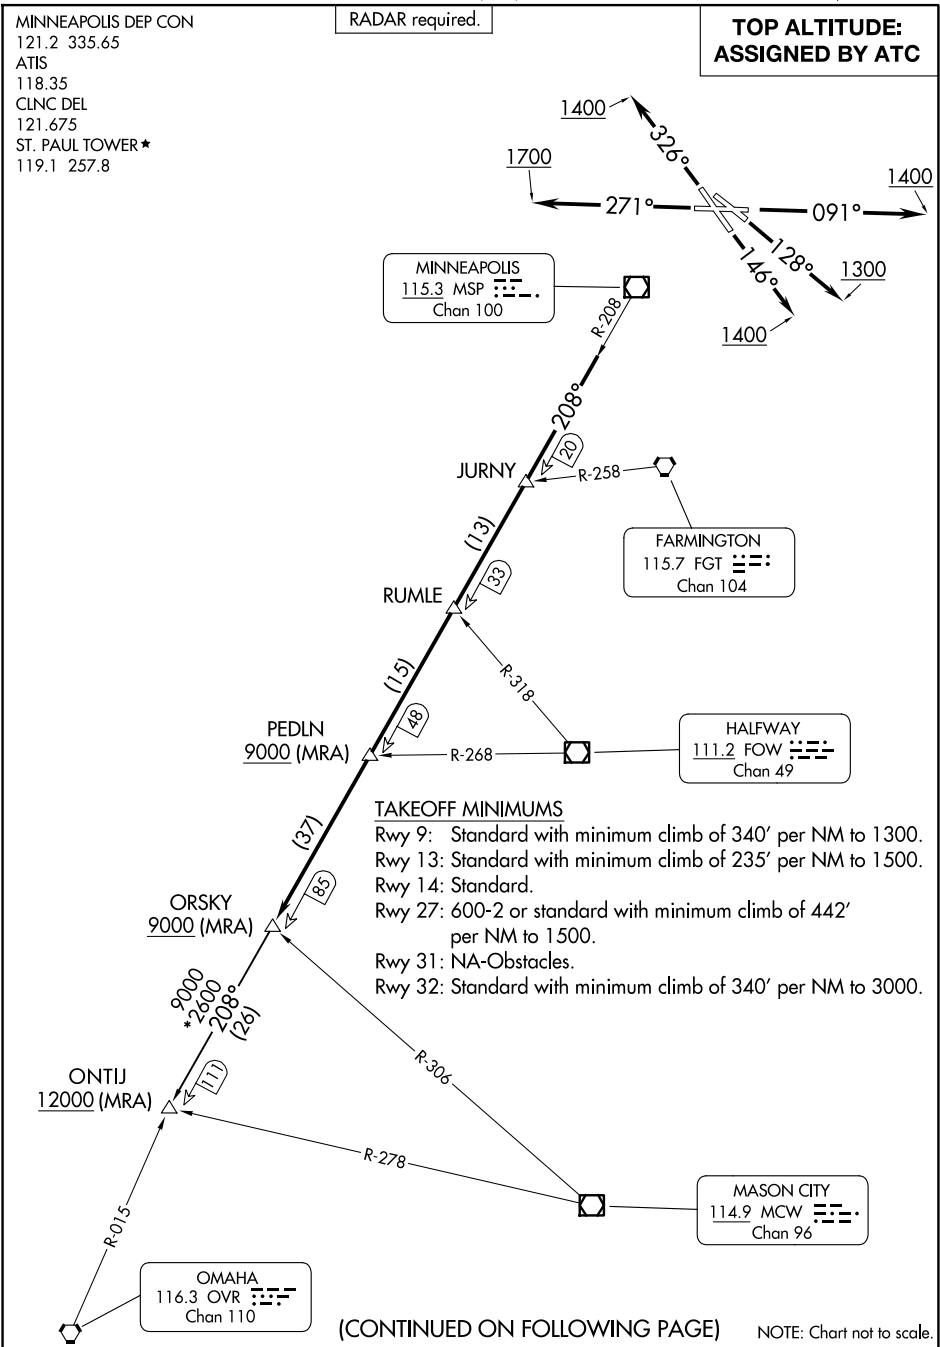 MINNEAPOLIS DEP CON
121.2 335.65
ATIS
118.35
CLNC DEL
121.675
ST. PAUL TOWER★
119.1 257.8
RADAR required.
TOP ALTITUDE:
ASSIGNED BY ATC
1400
326°
1700
271°
1400
091°
128°
1300
146°
1400
MINNEAPOLIS
115.3 MSP
Chan 100
R-208
208°
JURNY
20
R-258
FARMINGTON
115.7 FGT
Chan 104
(13)
RUMLE
33
R-318
(15)
PEDLN
9000 (MRA)
48
R-268
HALFWAY
111.2 FOW
Chan 49
TAKEOFF MINIMUMS
Rwy 9: Standard with minimum climb of 340' per NM to 1300.
Rwy 13: Standard with minimum climb of 235' per NM to 1500.
Rwy 14: Standard.
Rwy 27: 600-2 or standard with minimum climb of 442'
per NM to 1500.
Rwy 31: NA-Obstacles.
Rwy 32: Standard with minimum climb of 340' per NM to 3000.
(37)
ORSKY
9000 (MRA)
85
9000
*2600
208°
(26)
R-306
ONTIJ
12000 (MRA)
111
R-278
R-015
MASON CITY
114.9 MCW
Chan 96
OMAHA
116.3 OVR
Chan 110
(CONTINUED ON FOLLOWING PAGE)
NOTE: Chart not to scale.